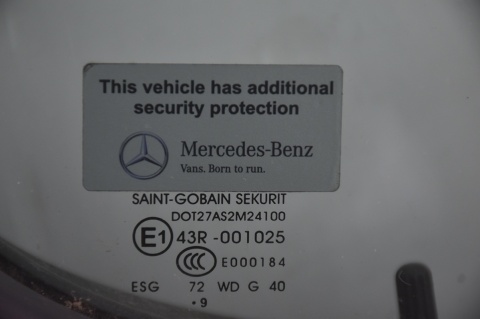 This vehicle has additional
security protection
Mercedes-Benz
Vans. Born to run.
SAINT-GOBAIN SEKURIT
DOT27AS2M24100
E1 43R -001025
CCC E000184
ESG 72 WD G 40
·9